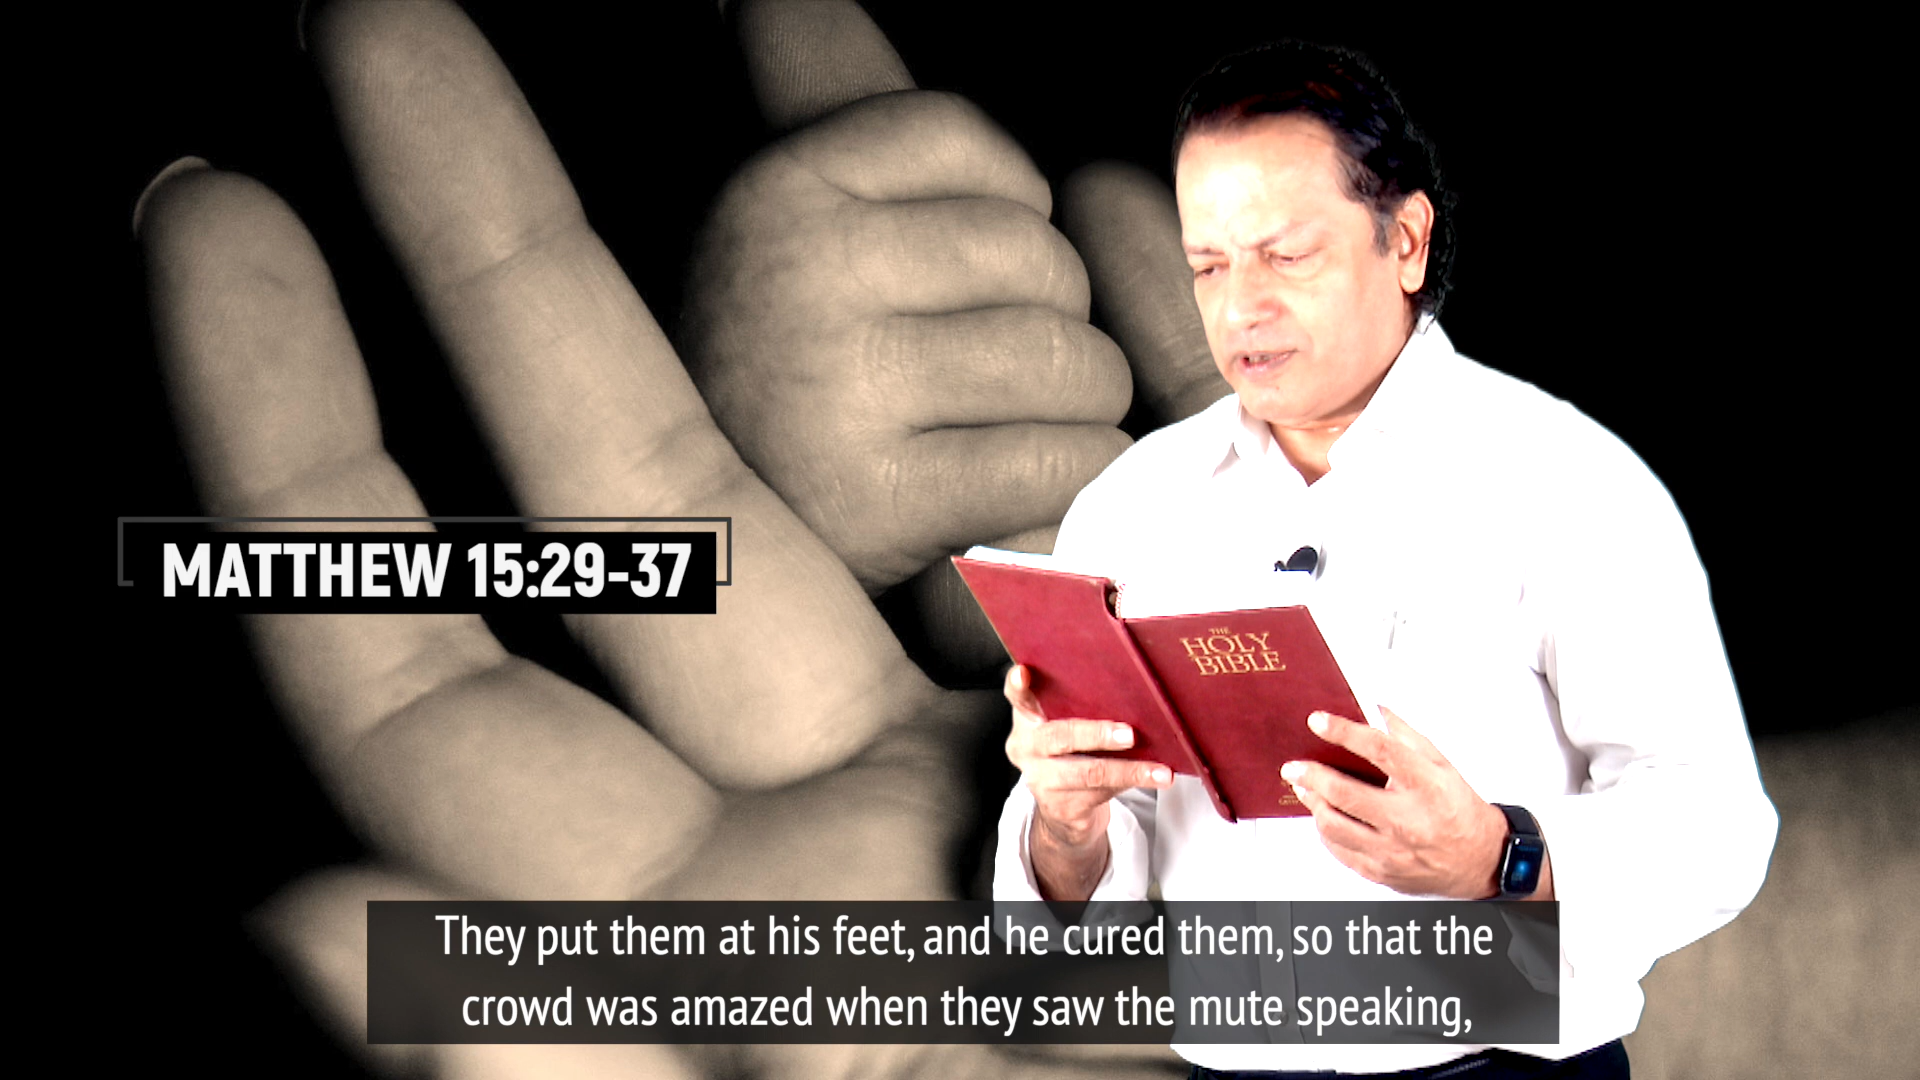 MATTHEW 15:29-37
THE
HOLY
BIBLE
They put them at his feet, and he cured them, so that the
crowd was amazed when they saw the mute speaking,